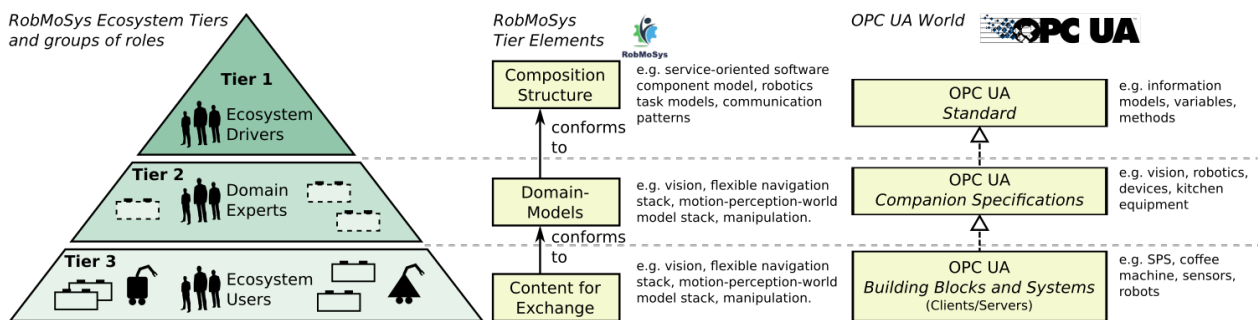 RobMoSys Ecosystem Tiers
and groups of roles
Tier 1
Ecosystem
Drivers
Tier 2
Domain
Experts
Tier 3
Ecosystem
Users
RobMoSys
Tier Elements
RobMoSys
Composition
Structure
e.g. service-oriented software
component model, robotics
task models, communication
patterns
conforms
to
Domain-
Models
e.g. vision, flexible navigation
stack, motion-perception-world
model stack, manipulation.
conforms
to
Content for
Exchange
e.g. vision, flexible navigation
stack, motion-perception-world
model stack, manipulation.
OPC UA World
OPC UA
OPC UA
Standard
e.g. information
models, variables,
methods
OPC UA
Companion Specifications
e.g. vision, robotics,
devices, kitchen
equipment
OPC UA
Building Blocks and Systems
(Clients/Servers)
e.g. SPS, coffee
machine, sensors,
robots